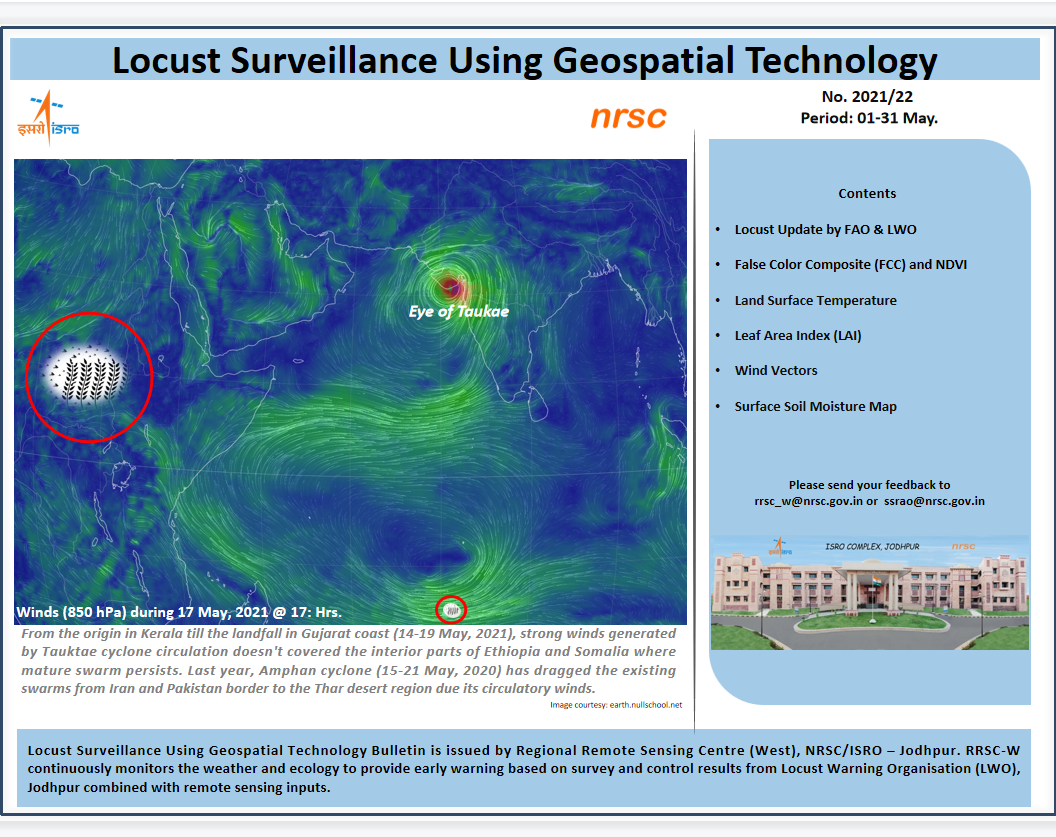 Locust Surveillance Using Geospatial Technology
इसरो isro
nrsc
No. 2021/22
Period: 01-31 May.
Eye of Taukae
Winds (850 hPa) during 17 May, 2021 @ 17: Hrs.
From the origin in Kerala till the landfall in Gujarat coast (14-19 May, 2021), strong winds generated
by Tauktae cyclone circulation doesn't covered the interior parts of Ethiopia and Somalia where
mature swarm persists. Last year, Amphan cyclone (15-21 May, 2020) has dragged the existing
swarms from Iran and Pakistan border to the Thar desert region due its circulatory winds.
Image courtesy: earth.nullschool.net
Contents
• Locust Update by FAO & LWO
• False Color Composite (FCC) and NDVI
• Land Surface Temperature
• Leaf Area Index (LAI)
• Wind Vectors
• Surface Soil Moisture Map
Please send your feedback to
rrsc_w@nrsc.gov.in or ssrao@nrsc.gov.in
ISRO COMPLEX, JODHPUR
nrsc
Locust Surveillance Using Geospatial Technology Bulletin is issued by Regional Remote Sensing Centre (West), NRSC/ISRO – Jodhpur. RRSC-W
continuously monitors the weather and ecology to provide early warning based on survey and control results from Locust Warning Organisation (LWO),
Jodhpur combined with remote sensing inputs.